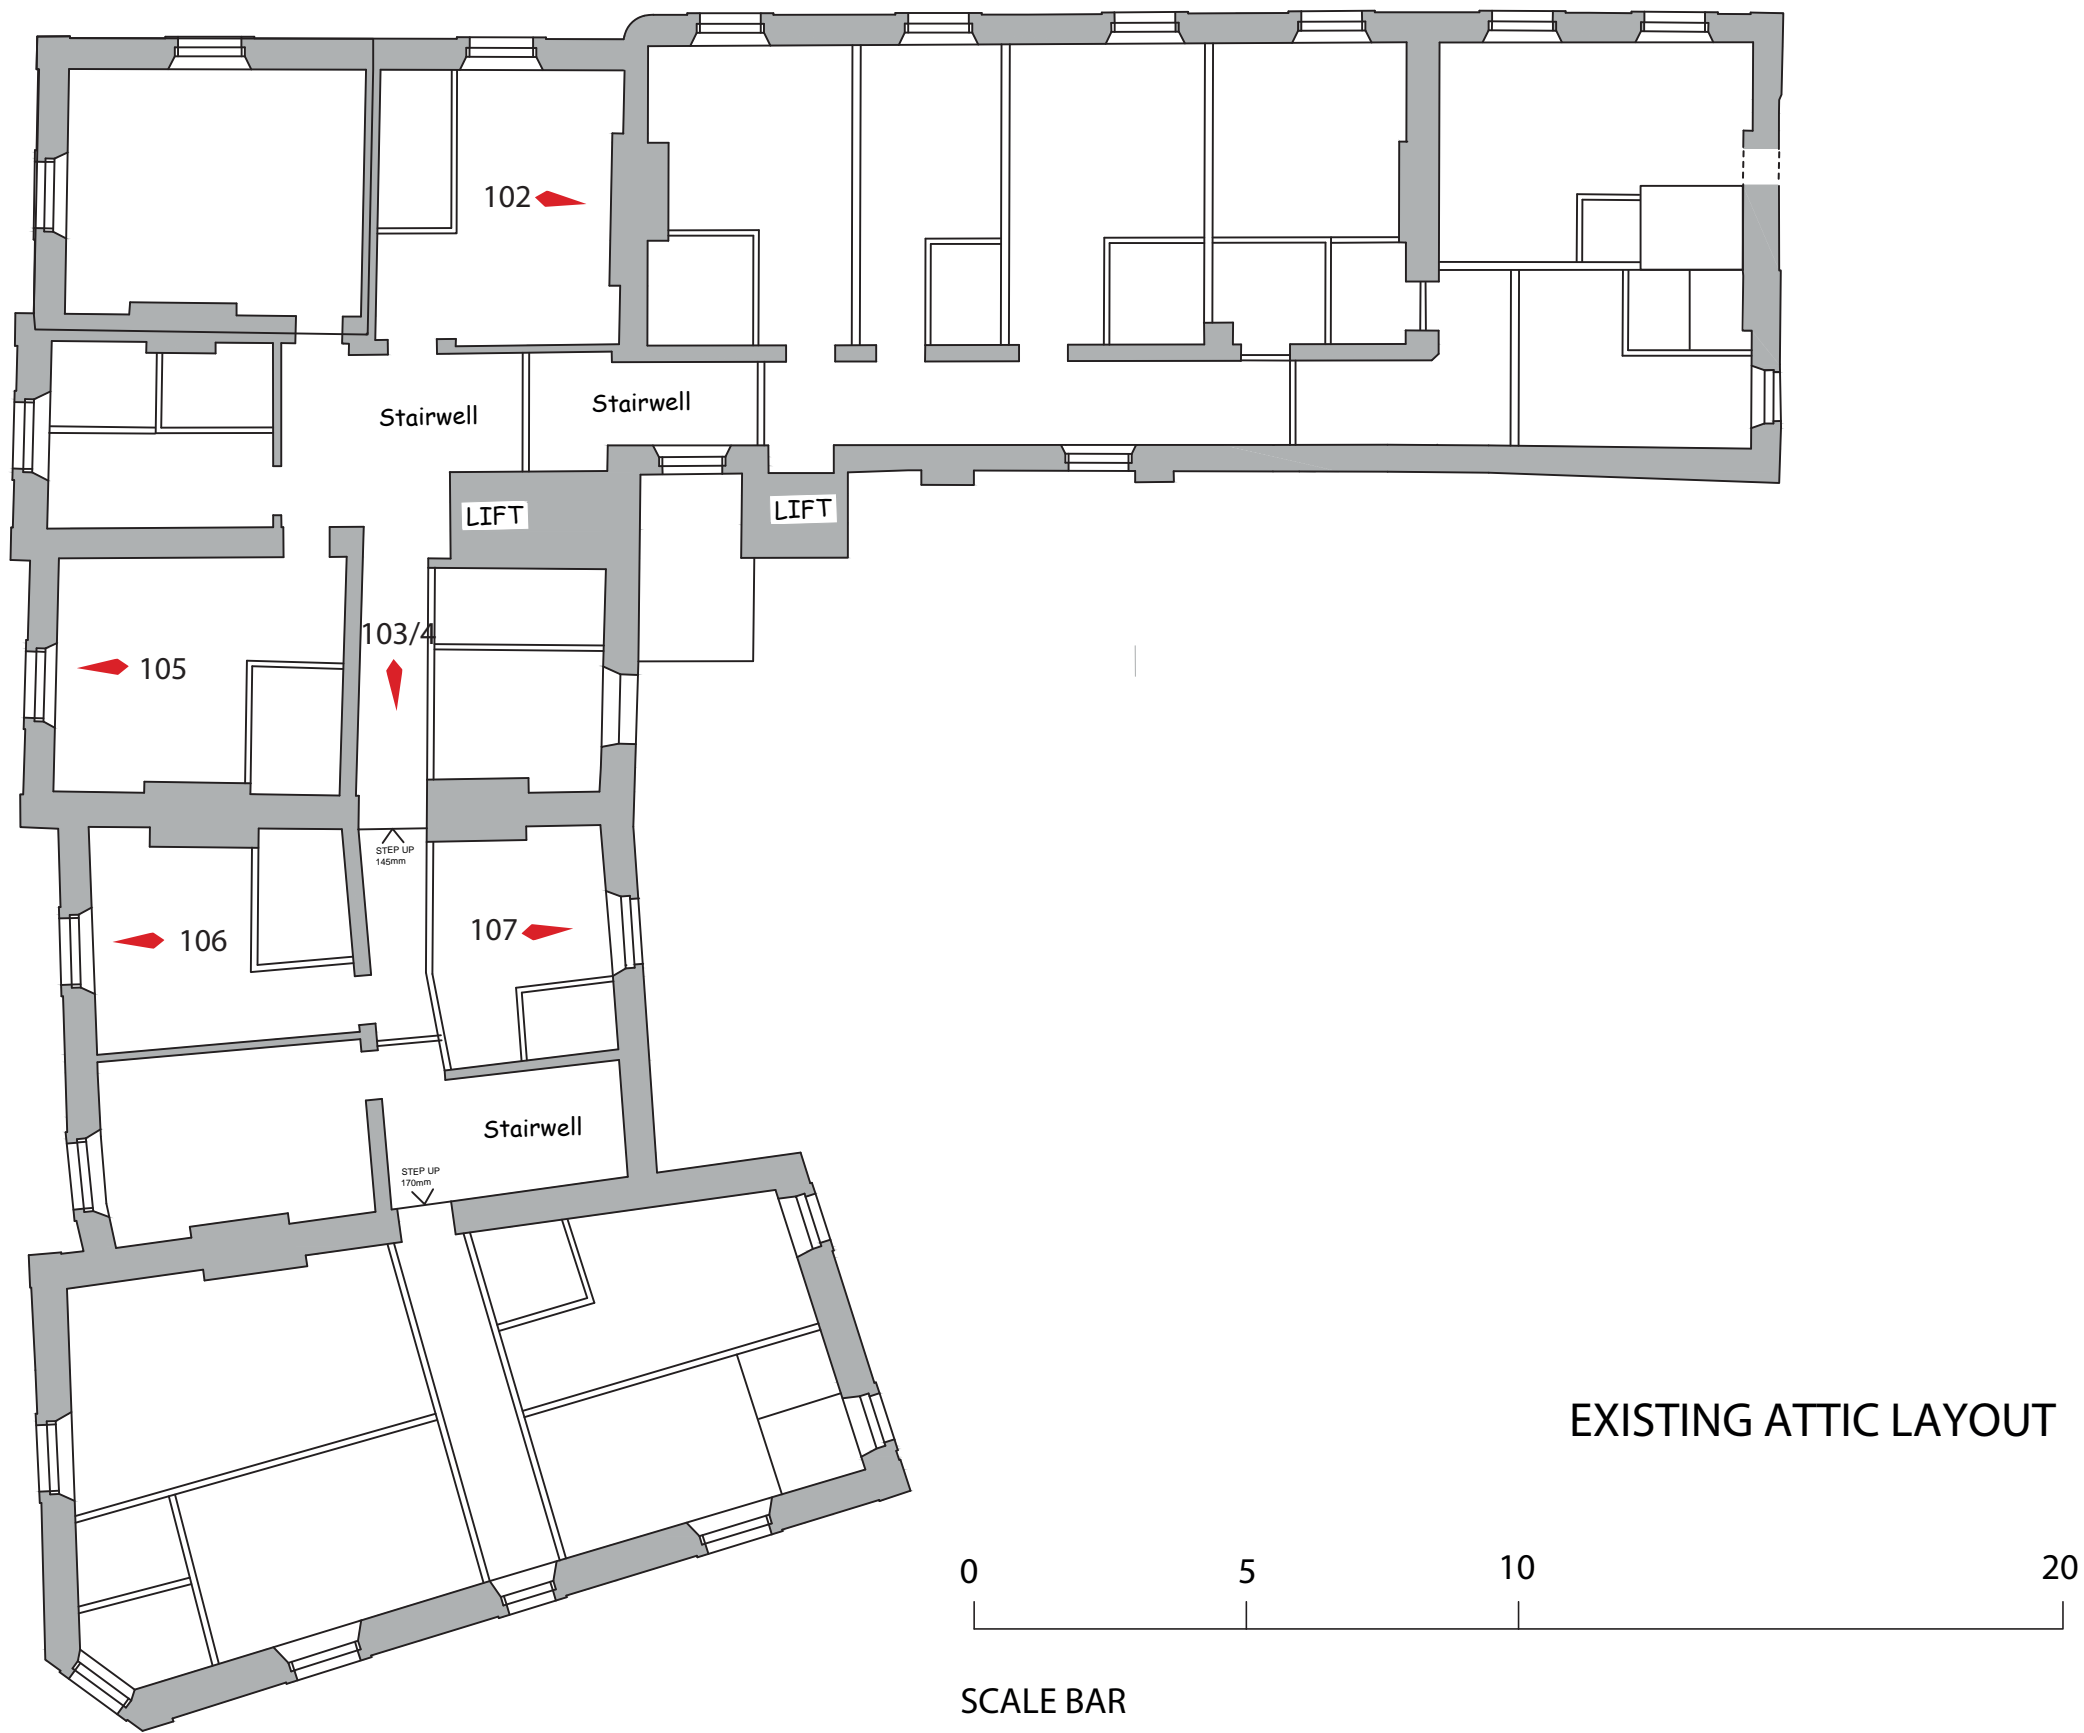 102
Stairwell
Stairwell
LIFT
LIFT
103/4
105
STEP UP
145mm
106
107
Stairwell
STEP UP
170mm
EXISTING ATTIC LAYOUT
0 5 10 20
SCALE BAR